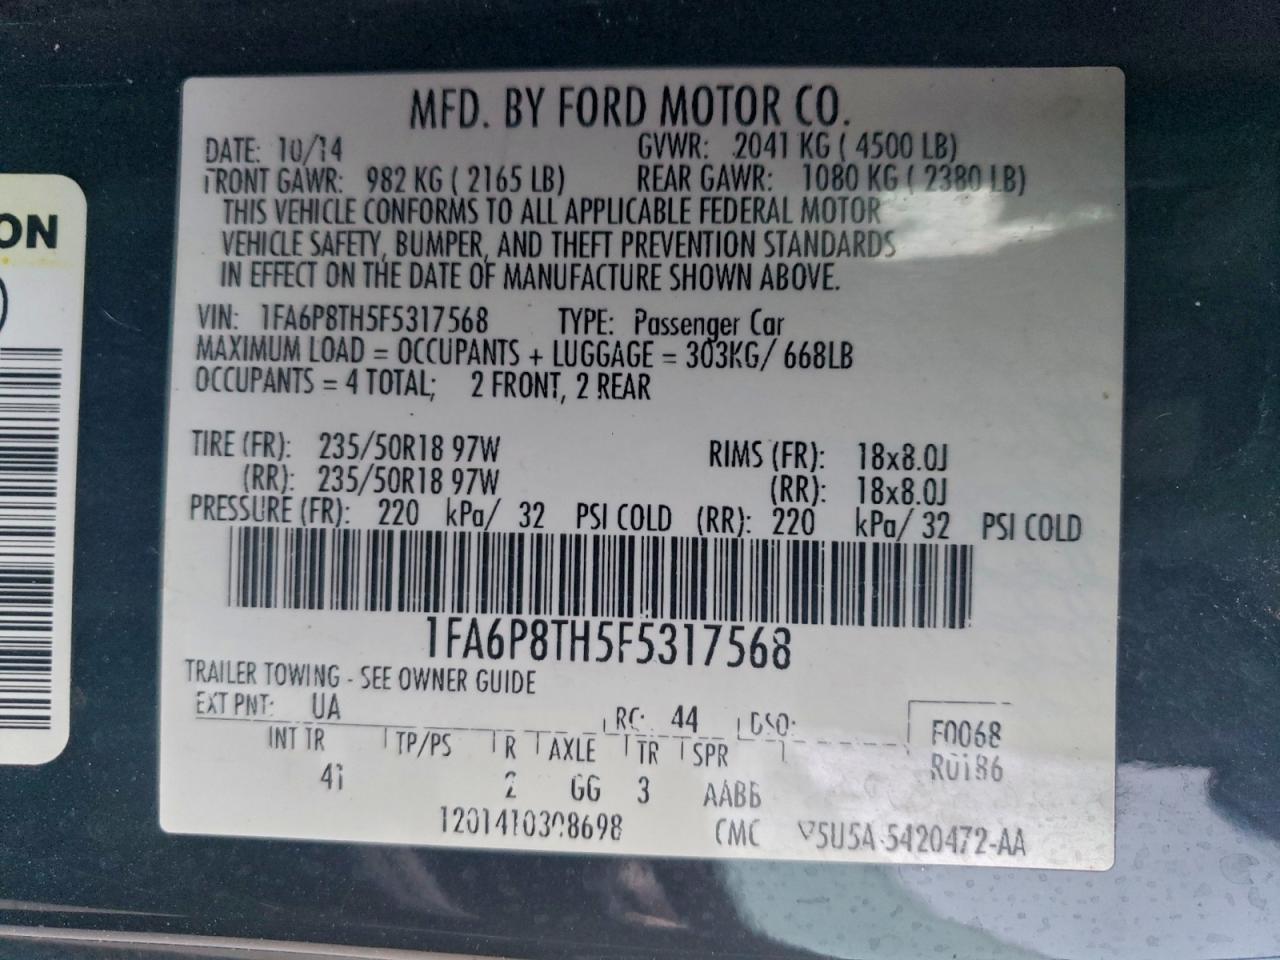 ON
MFD. BY FORD MOTOR CO.
DATE: 10/14 GVWR: 2041 KG ( 4500 LB)
FRONT GAWR: 982 KG ( 2165 LB) REAR GAWR: 1080 KG ( 2380 LB)
THIS VEHICLE CONFORMS TO ALL APPLICABLE FEDERAL MOTOR
VEHICLE SAFETY, BUMPER, AND THEFT PREVENTION STANDARDS
IN EFFECT ON THE DATE OF MANUFACTURE SHOWN ABOVE.
VIN: 1FA6P8TH5F5317568 TYPE: Passenger Car
MAXIMUM LOAD = OCCUPANTS + LUGGAGE = 303KG/ 668LB
OCCUPANTS = 4 TOTAL; 2 FRONT, 2 REAR
TIRE (FR): 235/50R18 97W RIMS (FR): 18x8.0J
(RR): 235/50R18 97W (RR): 18x8.0J
PRESSURE (FR): 220 kPa/ 32 PSI COLD (RR): 220 kPa/ 32 PSI COLD
1FA6P8TH5F5317568
TRAILER TOWING - SEE OWNER GUIDE
EXT PNT: UA RC: 44 DSO: F0068
INT TR TP/PS R AXLE TR SPR R0186
41 2 GG 3 AABB
CMC 5U5A-5420472-AA